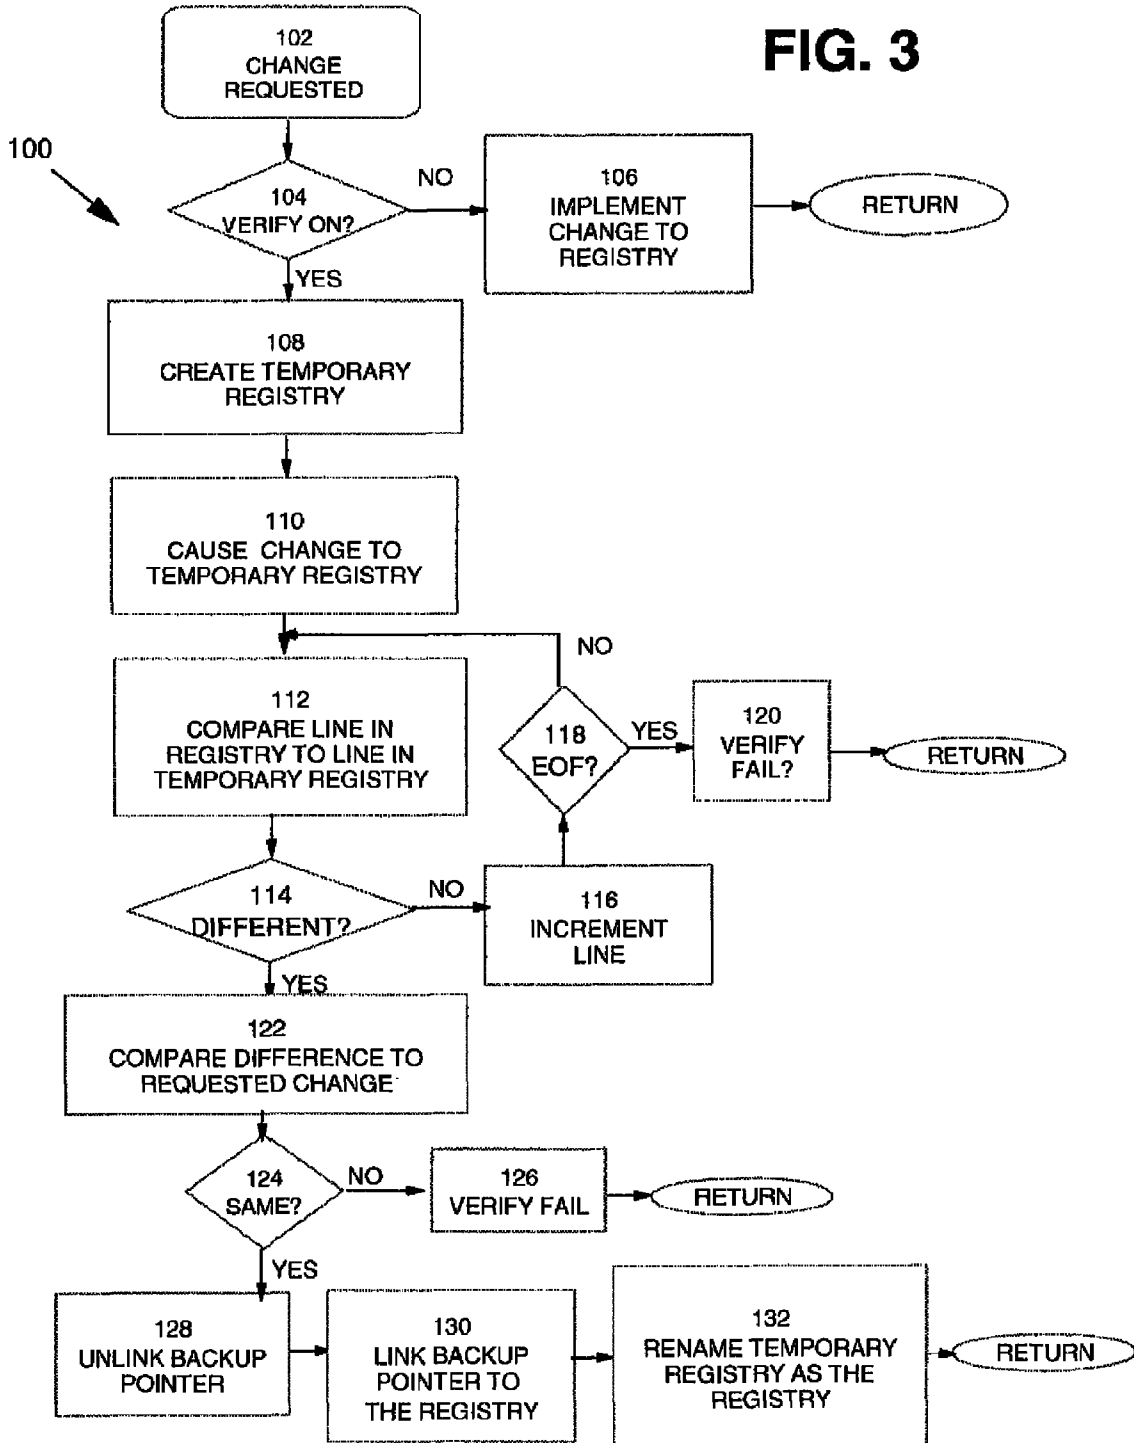 FIG. 3
100
102
CHANGE
REQUESTED
104
VERIFY ON?
NO
106
IMPLEMENT
CHANGE TO
REGISTRY
RETURN
YES
108
CREATE TEMPORARY
REGISTRY
110
CAUSE CHANGE TO
TEMPORARY REGISTRY
NO
112
COMPARE LINE IN
REGISTRY TO LINE IN
TEMPORARY REGISTRY
118
EOF?
YES
120
VERIFY
FAIL?
RETURN
114
DIFFERENT?
NO
116
INCREMENT
LINE
YES
122
COMPARE DIFFERENCE TO
REQUESTED CHANGE
124
SAME?
NO
126
VERIFY FAIL
RETURN
YES
128
UNLINK BACKUP
POINTER
130
LINK BACKUP
POINTER TO
THE REGISTRY
132
RENAME TEMPORARY
REGISTRY AS THE
REGISTRY
RETURN